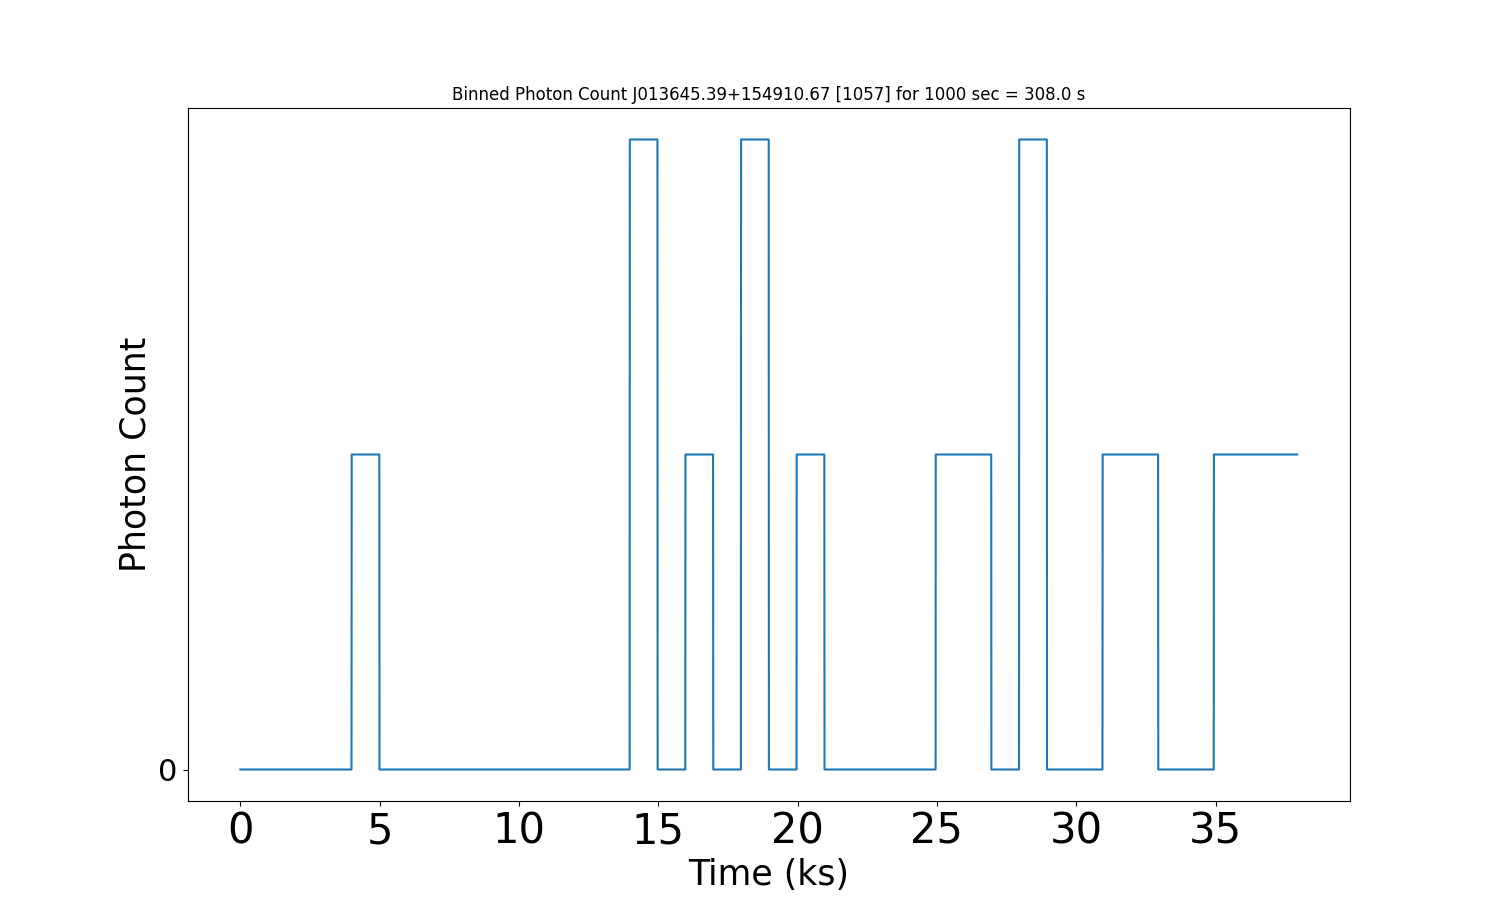 Binned Photon Count J013645.39+154910.67 [1057] for 1000 sec = 308.0 s
Photon Count
0
0 5 10 15 20 25 30 35
Time (ks)